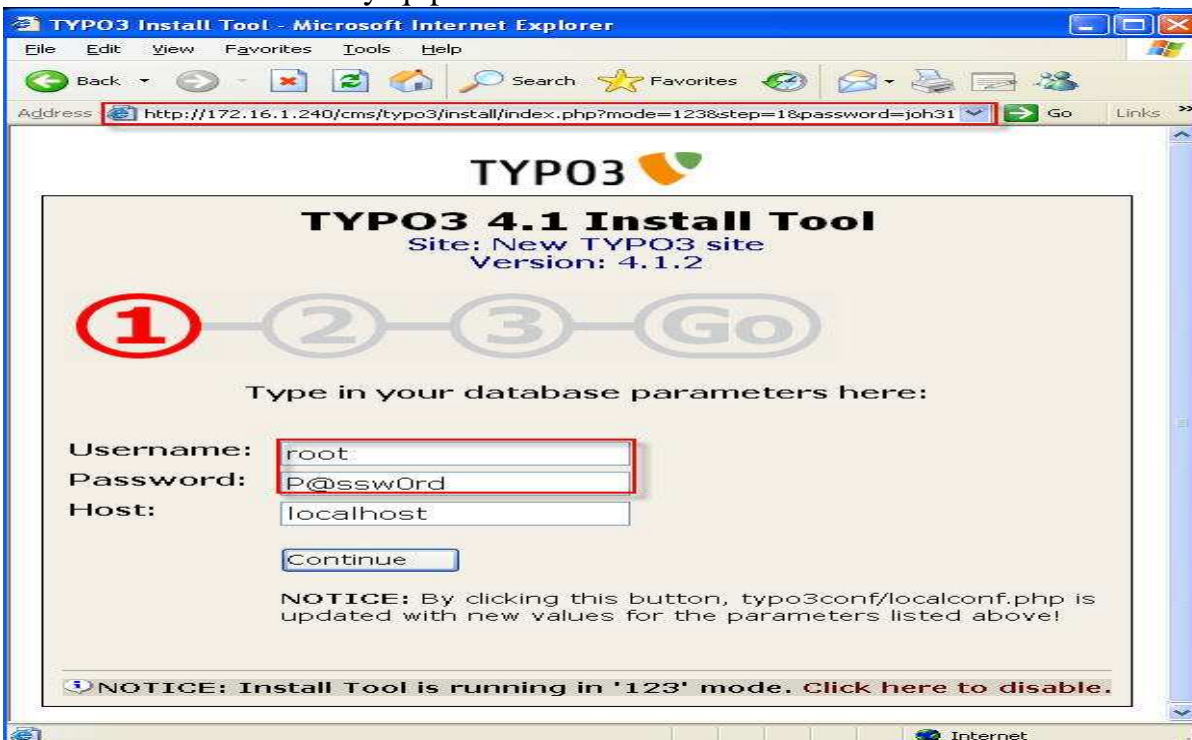 TYPO3 Install Tool - Microsoft Internet Explorer
File Edit View Favorites Tools Help
Back Search Favorites
Address http://172.16.1.240/cms/typo3/install/index.php?mode=123&step=1&password=joh31 Go Links »
TYPO3
TYPO3 4.1 Install Tool
Site: New TYPO3 site
Version: 4.1.2
1 2 3 Go
Type in your database parameters here:
Username: root
Password: P@ssw0rd
Host: localhost
Continue
NOTICE: By clicking this button, typo3conf/localconf.php is
updated with new values for the parameters listed above!
NOTICE: Install Tool is running in '123' mode. Click here to disable.
Internet